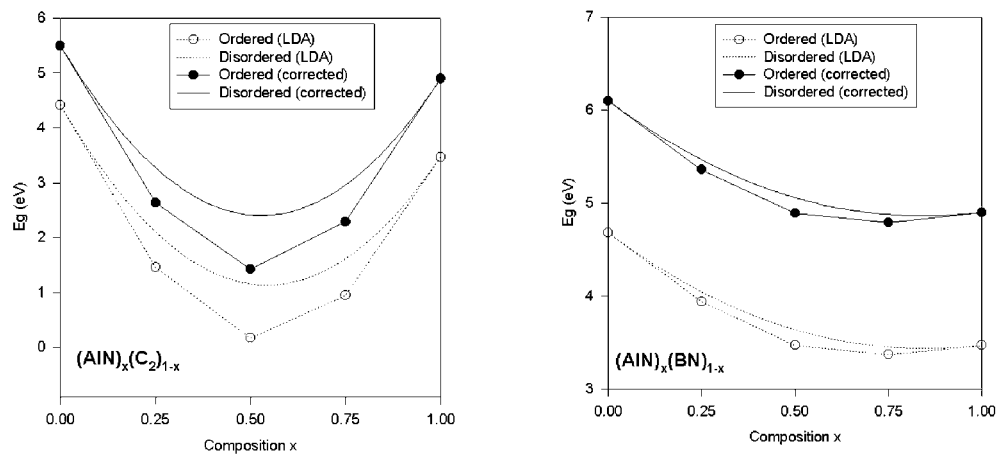 6
5
4
3
2
1
0
Eg (eV)
Ordered (LDA)
Disordered (LDA)
Ordered (corrected)
Disordered (corrected)
(AlN)x(C2)1-x
0.00 0.25 0.50 0.75 1.00
Composition x
7
6
5
4
3
Eg (eV)
Ordered (LDA)
Disordered (LDA)
Ordered (corrected)
Disordered (corrected)
(AlN)x(BN)1-x
0.00 0.25 0.50 0.75 1.00
Composition x